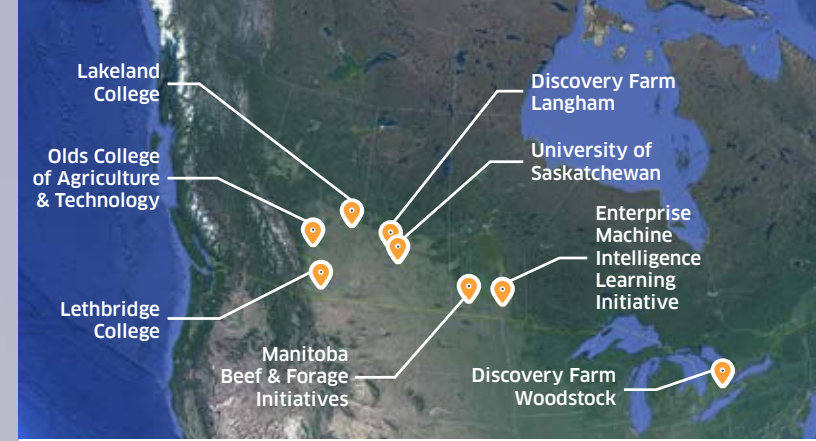 Lakeland
College
Olds College
of Agriculture
& Technology
Lethbridge
College
Manitoba
Beef & Forage
Initiatives
Discovery Farm
Langham
University of
Saskatchewan
Enterprise
Machine
Intelligence
Learning
Initiative
Discovery Farm
Woodstock